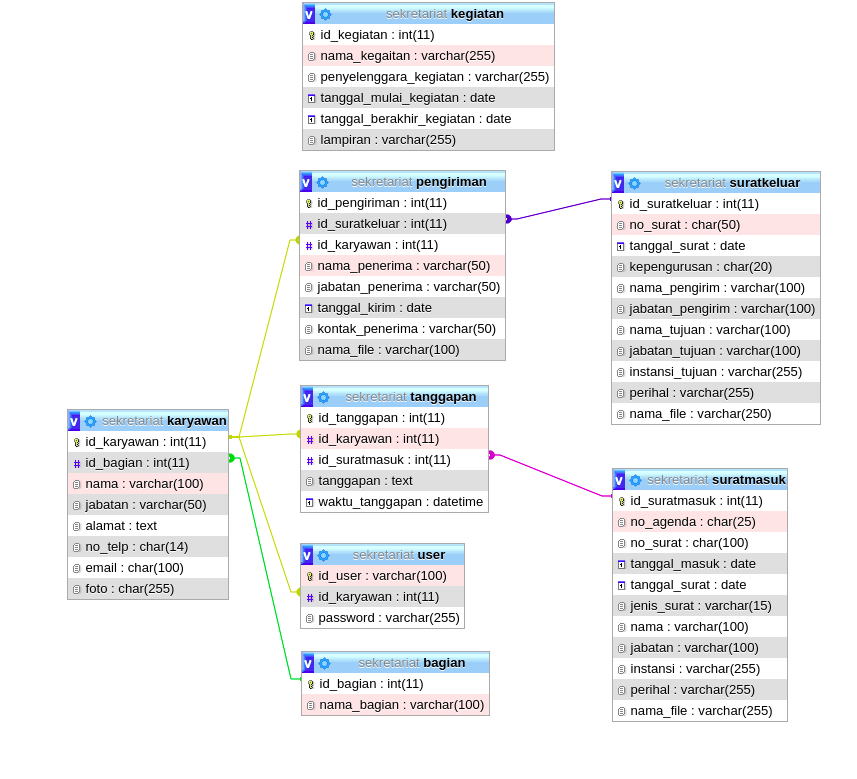 sekretariat kegiatan
id_kegiatan : int(11)
nama_kegaitan : varchar(255)
penyelenggara_kegiatan : varchar(255)
tanggal_mulai_kegiatan : date
tanggal_berakhir_kegiatan : date
lampiran : varchar(255)
sekretariat pengiriman
id_pengiriman : int(11)
id_suratkeluar : int(11)
id_karyawan : int(11)
nama_penerima : varchar(50)
jabatan_penerima : varchar(50)
tanggal_kirim : date
kontak_penerima : varchar(50)
nama_file : varchar(100)
sekretariat suratkeluar
id_suratkeluar : int(11)
no_surat : char(50)
tanggal_surat : date
kepengurusan : char(20)
nama_pengirim : varchar(100)
jabatan_pengirim : varchar(100)
nama_tujuan : varchar(100)
jabatan_tujuan : varchar(100)
instansi_tujuan : varchar(255)
perihal : varchar(255)
nama_file : varchar(250)
sekretariat karyawan
id_karyawan : int(11)
id_bagian : int(11)
nama : varchar(100)
jabatan : varchar(50)
alamat : text
no_telp : char(14)
email : char(100)
foto : char(255)
sekretariat tanggapan
id_tanggapan : int(11)
id_karyawan : int(11)
id_suratmasuk : int(11)
tanggapan : text
waktu_tanggapan : datetime
sekretariat suratmasuk
id_suratmasuk : int(11)
no_agenda : char(25)
no_surat : char(100)
tanggal_masuk : date
tanggal_surat : date
jenis_surat : varchar(15)
nama : varchar(100)
jabatan : varchar(100)
instansi : varchar(255)
perihal : varchar(255)
nama_file : varchar(255)
sekretariat user
id_user : varchar(100)
id_karyawan : int(11)
password : varchar(255)
sekretariat bagian
id_bagian : int(11)
nama_bagian : varchar(100)